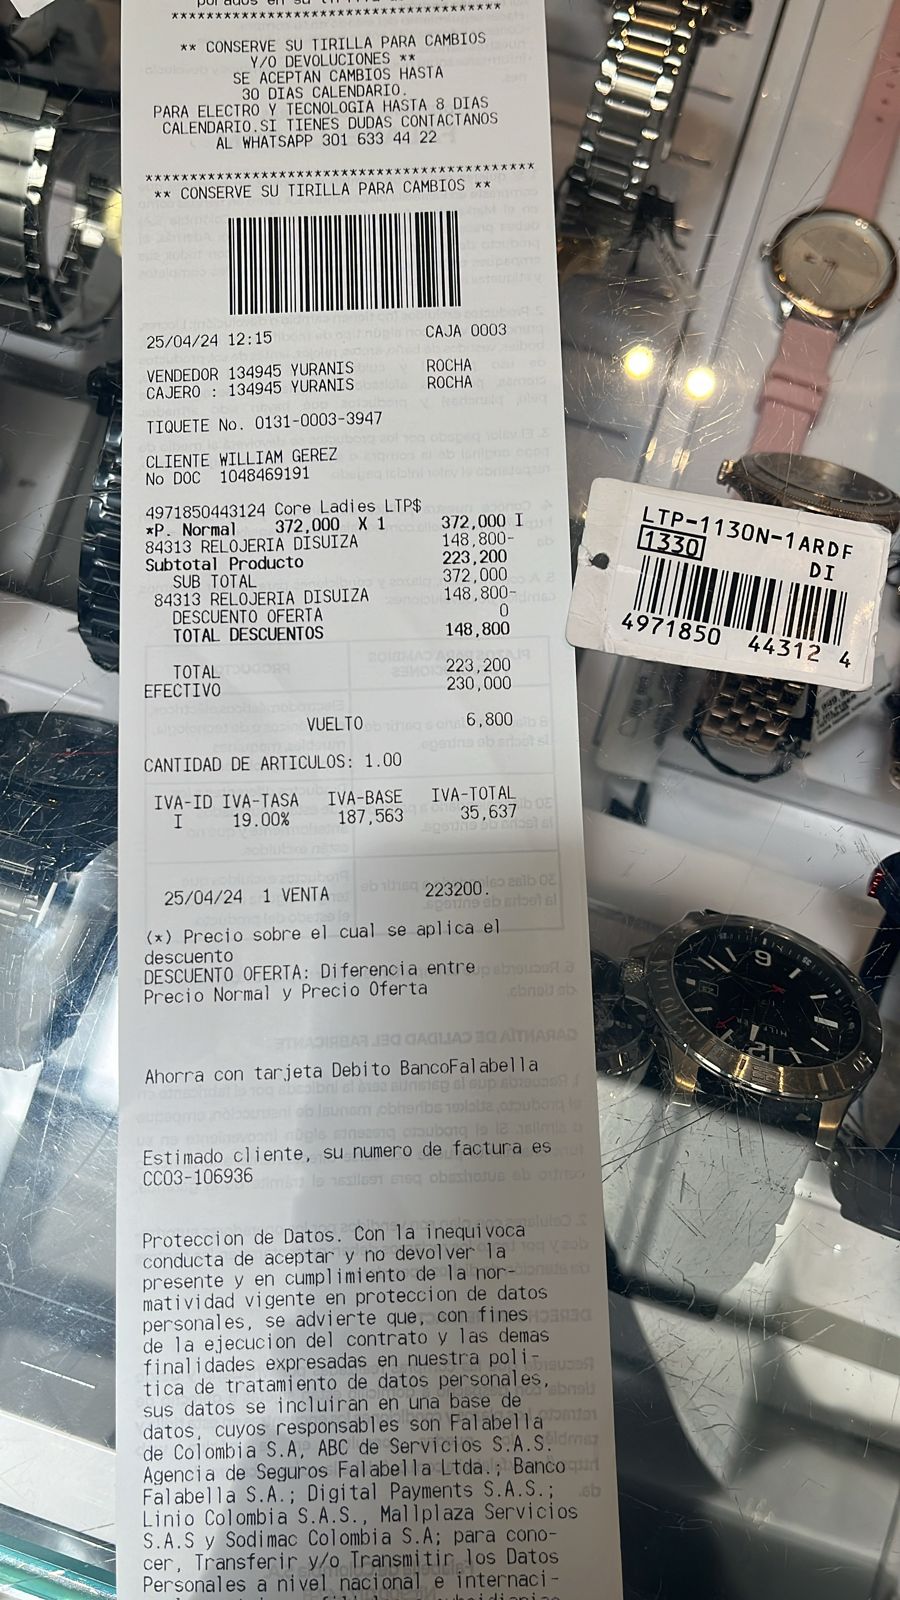 porados en su
****************************************
** CONSERVE SU TIRILLA PARA CAMBIOS
Y/O DEVOLUCIONES **
SE ACEPTAN CAMBIOS HASTA
30 DIAS CALENDARIO.
PARA ELECTRO Y TECNOLOGIA HASTA 8 DIAS
CALENDARIO.SI TIENES DUDAS CONTACTANOS
AL WHATSAPP 301 633 44 22
****************************************
** CONSERVE SU TIRILLA PARA CAMBIOS **
25/04/24 12:15 CAJA 0003
VENDEDOR 134945 YURANIS ROCHA
CAJERO : 134945 YURANIS ROCHA
TIQUETE No. 0131-0003-3947
CLIENTE WILLIAM GEREZ
No DOC 1048469191
4971850443124 Core Ladies LTP$
*P. Normal 372,000 X 1 372,000 I
84313 RELOJERIA DISUIZA 148,800-
Subtotal Producto 223,200
SUB TOTAL 372,000
84313 RELOJERIA DISUIZA 148,800-
DESCUENTO OFERTA 0
TOTAL DESCUENTOS 148,800
TOTAL 223,200
EFECTIVO 230,000
VUELTO 6,800
CANTIDAD DE ARTICULOS: 1.00
IVA-ID IVA-TASA IVA-BASE IVA-TOTAL
I 19.00% 187,563 35,637
25/04/24 1 VENTA 223200.
(*) Precio sobre el cual se aplica el
descuento
DESCUENTO OFERTA: Diferencia entre
Precio Normal y Precio Oferta
Ahorra con tarjeta Debito BancoFalabella
Estimado cliente, su numero de factura es
CC03-106936
Proteccion de Datos. Con la inequivoca
conducta de aceptar y no devolver la
presente y en cumplimiento de la nor-
matividad vigente en proteccion de datos
personales, se advierte que, con fines
de la ejecucion del contrato y las demas
finalidades expresadas en nuestra poli-
tica de tratamiento de datos personales,
sus datos se incluiran en una base de
datos, cuyos responsables son Falabella
de Colombia S.A, ABC de Servicios S.A.S.
Agencia de Seguros Falabella Ltda.; Banco
Falabella S.A.; Digital Payments S.A.S.;
Linio Colombia S.A.S., Mallplaza Servicios
S.A.S y Sodimac Colombia S.A; para cono-
cer, Transferir y/o Transmitir los Datos
Personales a nivel nacional e internaci-
LTP-1130N-1ARDF
1330
DI
4971850 44312 4